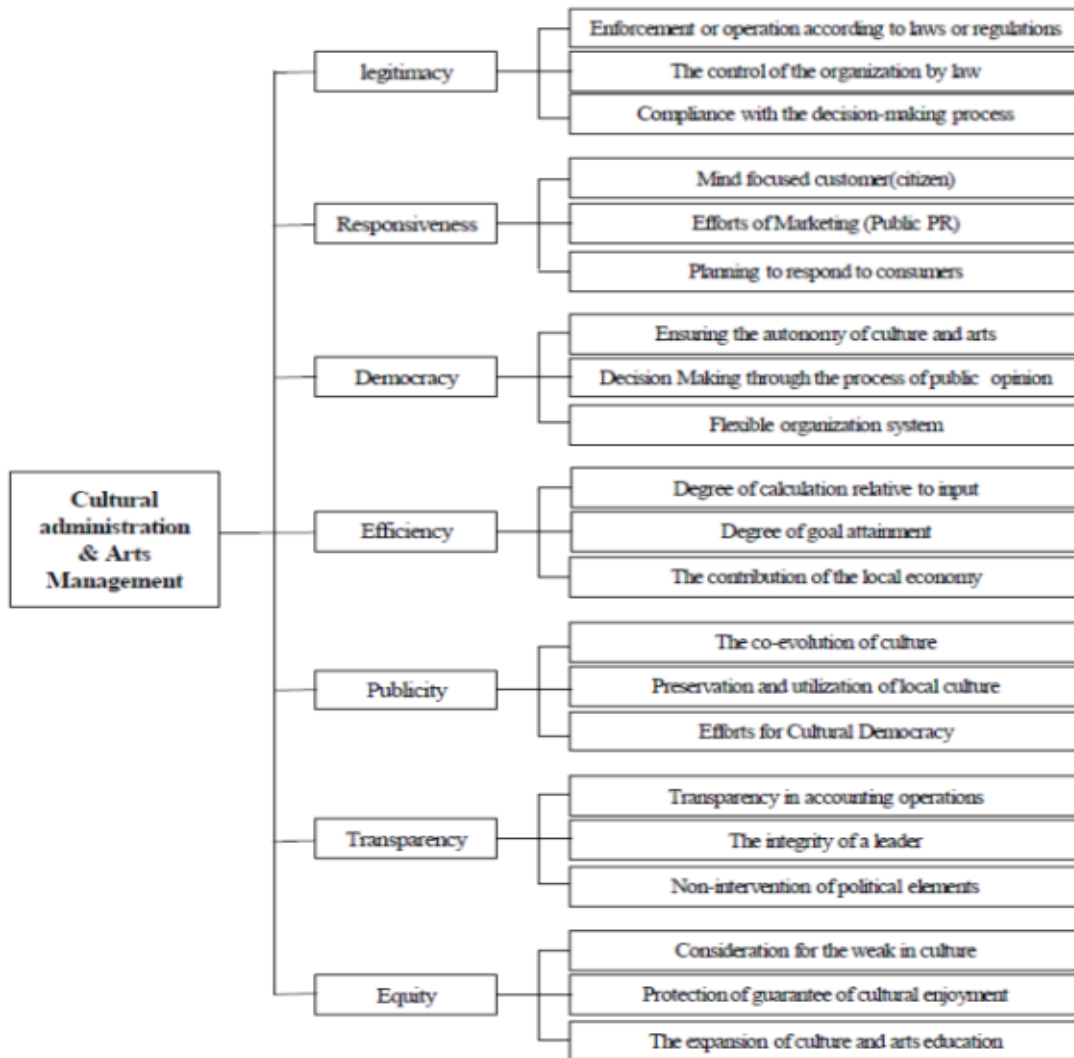 Cultural
administration
& Arts
Management
legitimacy
Enforcement or operation according to laws or regulations
The control of the organization by law
Compliance with the decision-making process
Responsiveness
Mind focused customer(citizen)
Efforts of Marketing (Public PR)
Planning to respond to consumers
Democracy
Ensuring the autonomy of culture and arts
Decision Making through the process of public opinion
Flexible organization system
Efficiency
Degree of calculation relative to input
Degree of goal attainment
The contribution of the local economy
Publicity
The co-evolution of culture
Preservation and utilization of local culture
Efforts for Cultural Democracy
Transparency
Transparency in accounting operations
The integrity of a leader
Non-intervention of political elements
Equity
Consideration for the weak in culture
Protection of guarantee of cultural enjoyment
The expansion of culture and arts education